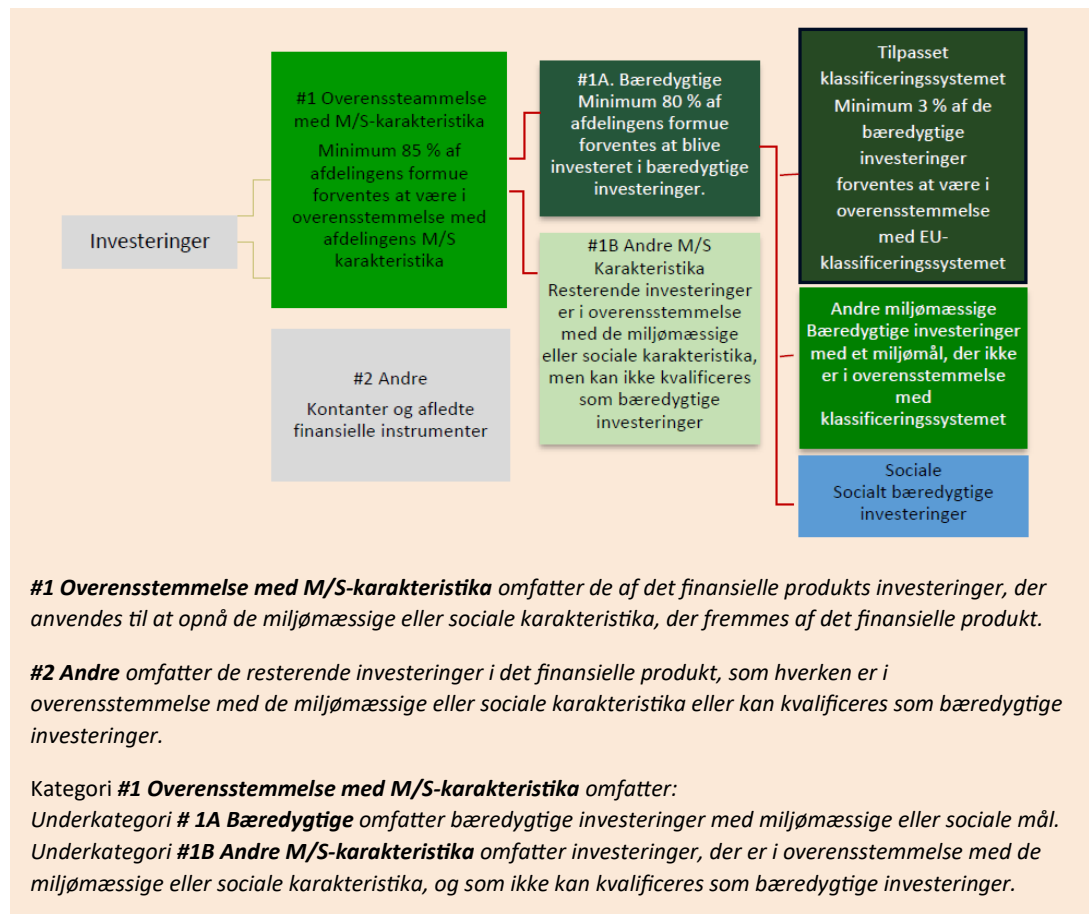 Investeringer
#1 Overenssteammelse
med M/S-karakteristika
Minimum 85 % af
afdelingens formue
forventes at være i
overensstemmelse med
afdelingens M/S
karakteristika
#2 Andre
Kontanter og afledte
finansielle instrumenter
#1A. Bæredygtige
Minimum 80 % af
afdelingens formue
forventes at blive
investeret i bæredygtige
investeringer.
#1B Andre M/S
Karakteristika
Resterende investeringer
er i overensstemmelse
med de miljømæssige
eller sociale karakteristika,
men kan ikke kvalificeres
som bæredygtige
investeringer
Tilpasset
klassificeringssystemet
Minimum 3 % af de
bæredygtige
investeringer
forventes at være i
overensstemmelse
med EU-
klassificeringssystemet
Andre miljømæssige
Bæredygtige investeringer
med et miljømål, der ikke
er i overensstemmelse
med
klassificeringssystemet
Sociale
Socialt bæredygtige
investeringer
#1 Overensstemmelse med M/S-karakteristika omfatter de af det finansielle produkts investeringer, der
anvendes til at opnå de miljømæssige eller sociale karakteristika, der fremmes af det finansielle produkt.
#2 Andre omfatter de resterende investeringer i det finansielle produkt, som hverken er i
overensstemmelse med de miljømæssige eller sociale karakteristika eller kan kvalificeres som bæredygtige
investeringer.
Kategori #1 Overensstemmelse med M/S-karakteristika omfatter:
Underkategori # 1A Bæredygtige omfatter bæredygtige investeringer med miljømæssige eller sociale mål.
Underkategori #1B Andre M/S-karakteristika omfatter investeringer, der er i overensstemmelse med de
miljømæssige eller sociale karakteristika, og som ikke kan kvalificeres som bæredygtige investeringer.